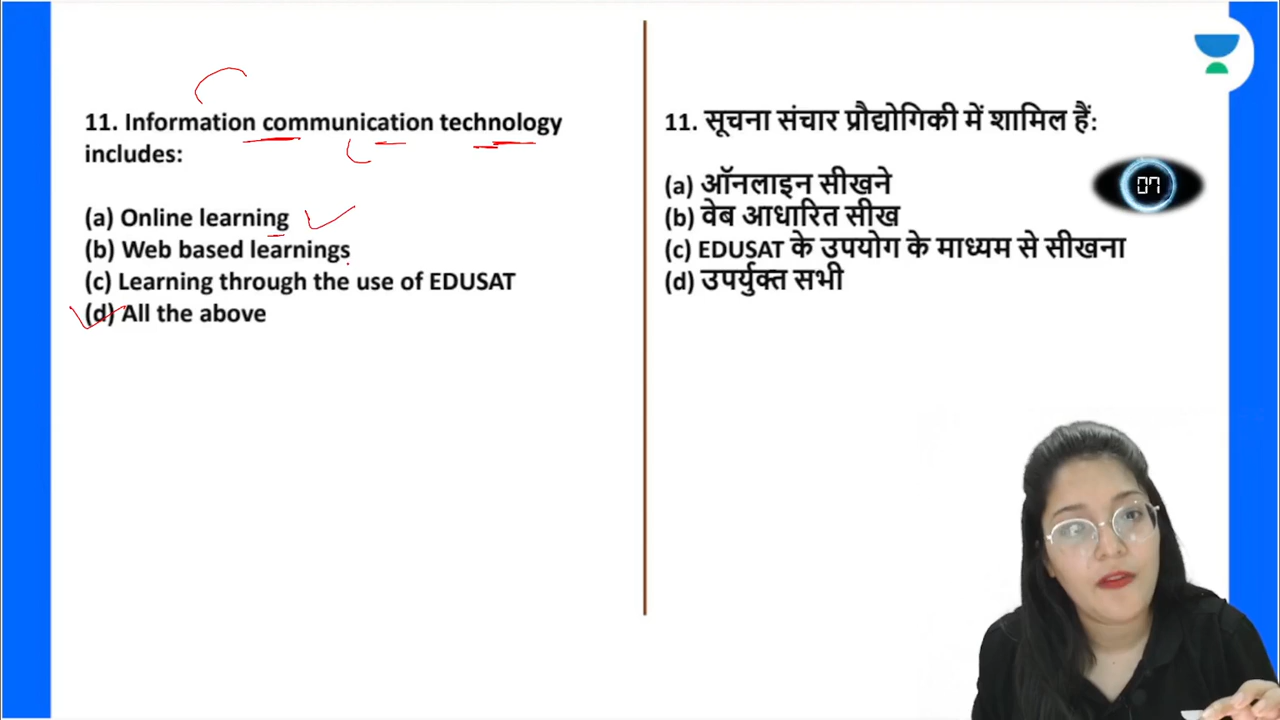 11. Information communication technology
includes:
(a) Online learning
(b) Web based learnings
(c) Learning through the use of EDUSAT
(d) All the above
11. सूचना संचार प्रौद्योगिकी में शामिल हैं:
(a) ऑनलाइन सीखने
(b) वेब आधारित सीख
(c) EDUSAT के उपयोग के माध्यम से सीखना
(d) उपर्युक्त सभी
07